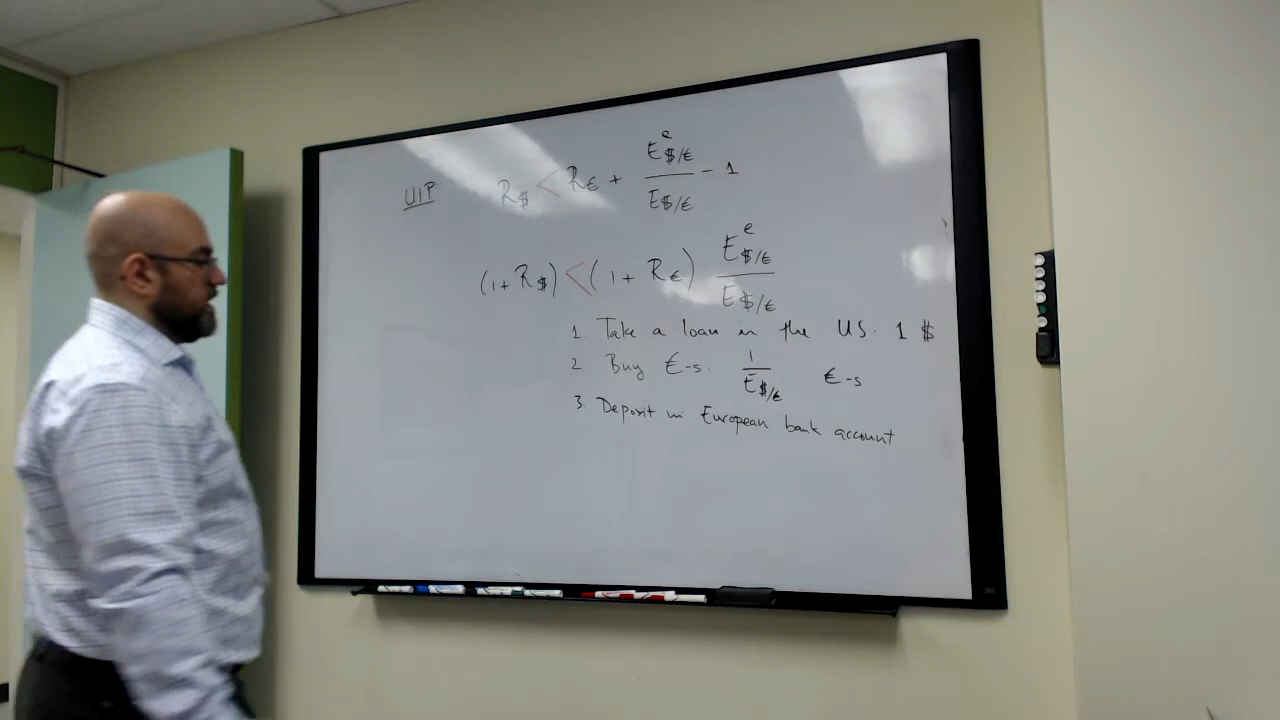 UIP R$ < R€ + E^e$/€ / E$/€ - 1
(1+R$) < (1+R€) E^e$/€ / E$/€
1 Take a loan in the US. 1 $
2 Buy €-s. 1 / E$/€ €-s
3. Deposit in European bank account